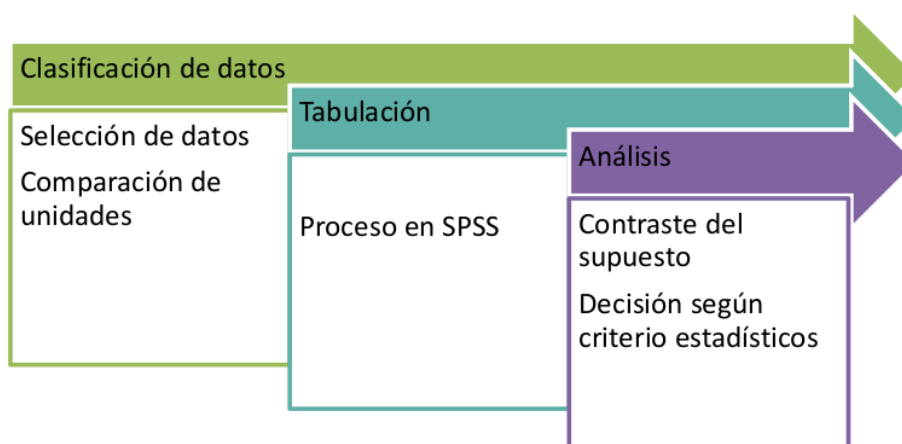 Clasificación de datos
Selección de datos
Comparación de
unidades
Tabulación
Proceso en SPSS
Análisis
Contraste del
supuesto
Decisión según
criterio estadísticos